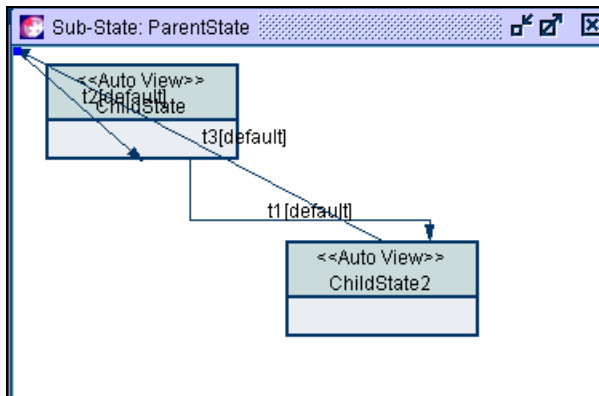 Sub-State: ParentState
<<Auto View>>
t2[default]
ChildState
t3[default]
t1[default]
<<Auto View>>
ChildState2